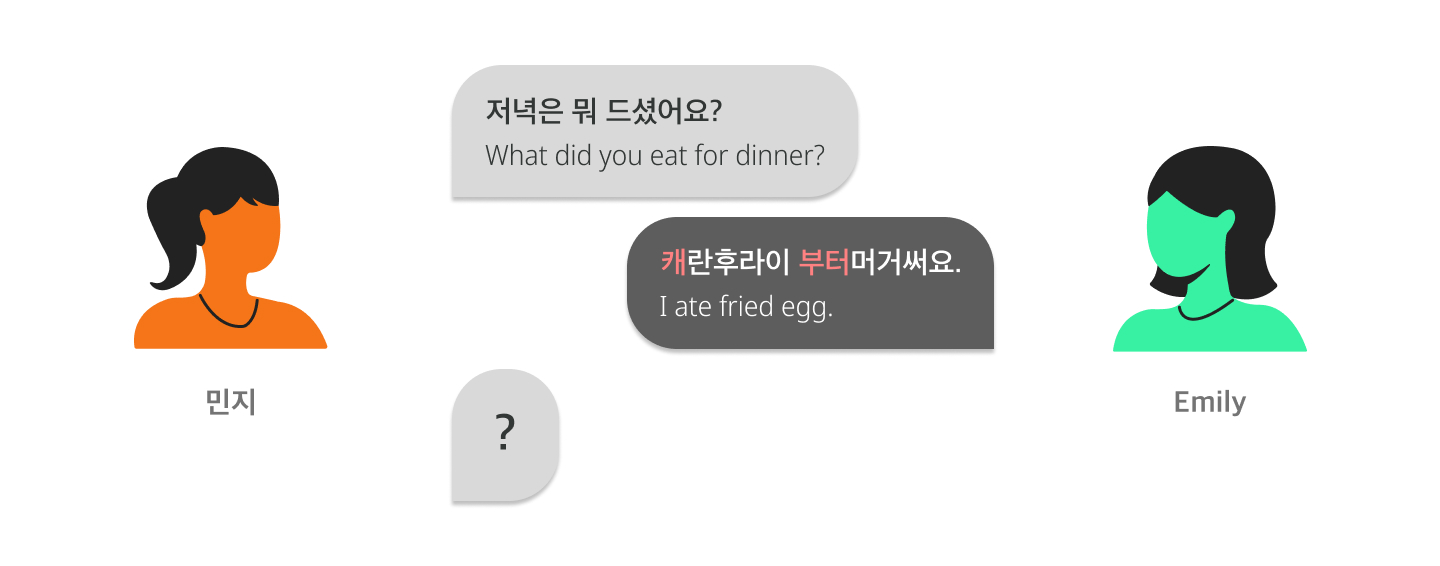 저녁은 뭐 드셨어요?
What did you eat for dinner?
캐란후라이 부터머거써요.
I ate fried egg.
?
민지
Emily